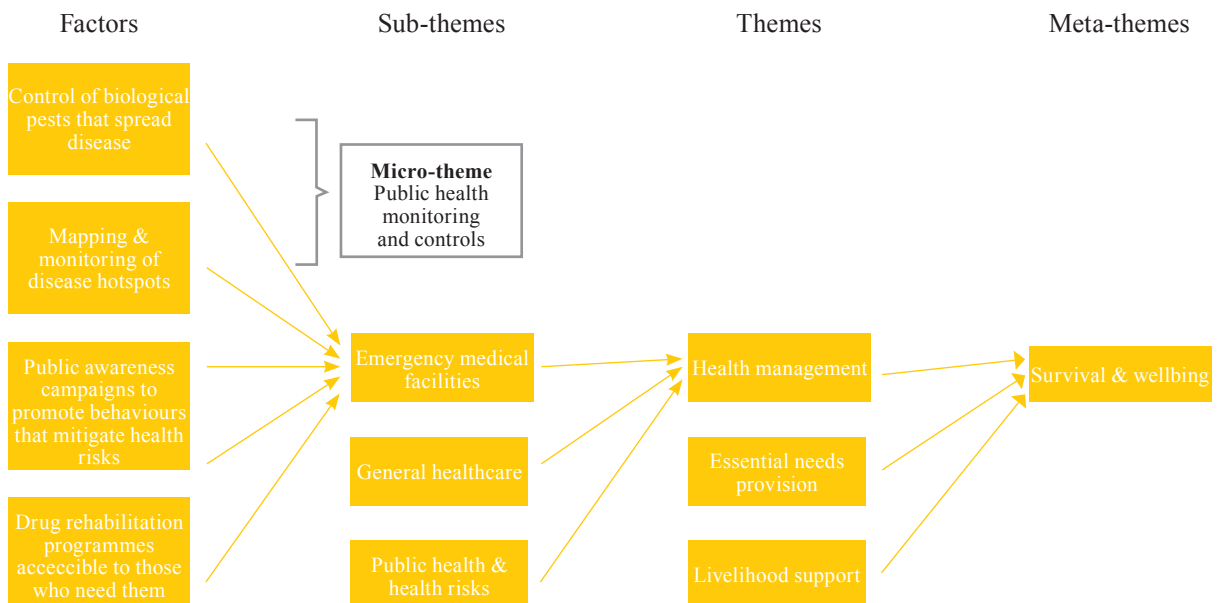 Factors
Sub-themes
Themes
Meta-themes
Control of biological
pests that spread
disease
Mapping &
monitoring of
disease hotspots
Public awareness
campaigns to
promote behaviours
that mitigate health
risks
Drug rehabilitation
programmes
acceccible to those
who need them
Micro-theme
Public health
monitoring
and controls
Emergency medical
facilities
General healthcare
Public health &
health risks
Health management
Essential needs
provision
Livelihood support
Survival & wellbing